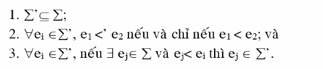 1. Σ'⊆ Σ;
2. ∀eᵢ ∈Σ', e₁ <' e₂ nếu và chỉ nếu e₁ < e₂; và
3. ∀eᵢ ∈Σ', nếu ∃ eⱼ∈ Σ và eⱼ< eᵢ thì eⱼ ∈ Σ'.